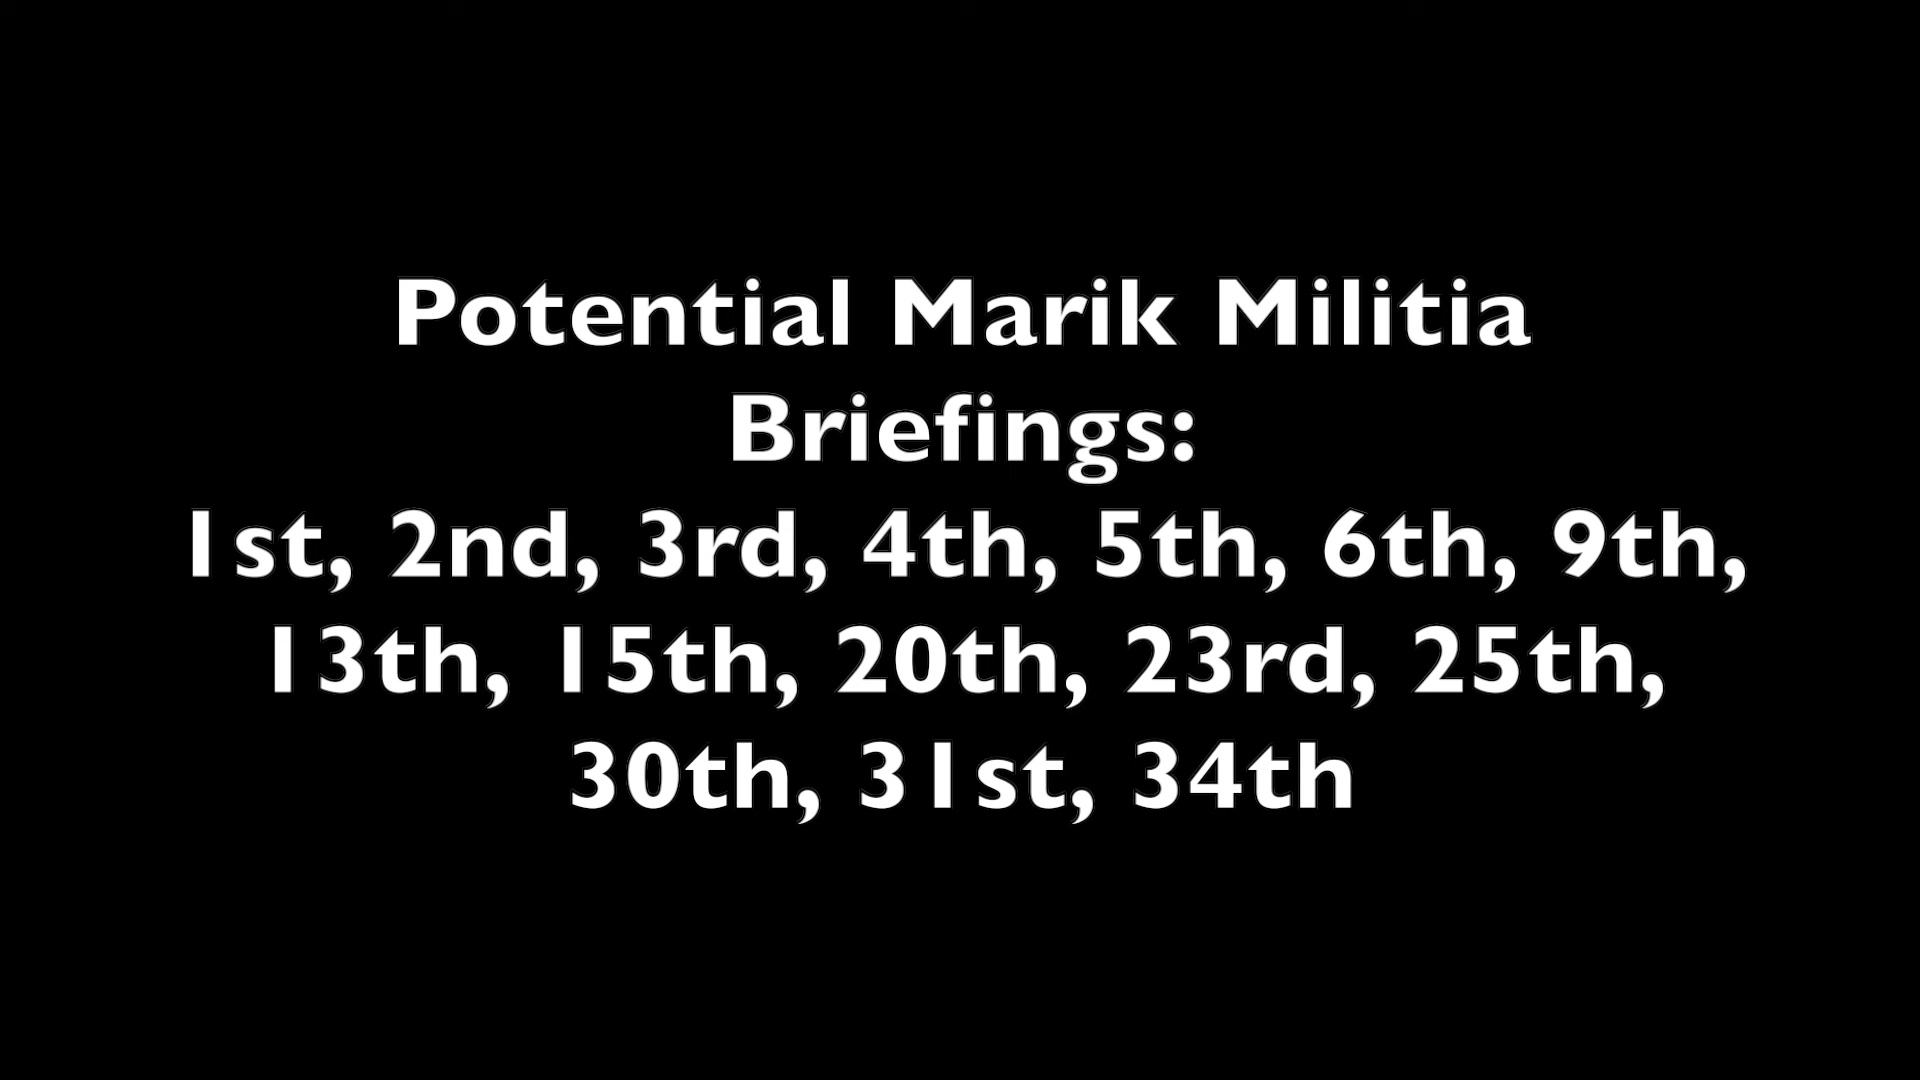 Potential Marik Militia
Briefings:
1st, 2nd, 3rd, 4th, 5th, 6th, 9th,
13th, 15th, 20th, 23rd, 25th,
30th, 31st, 34th